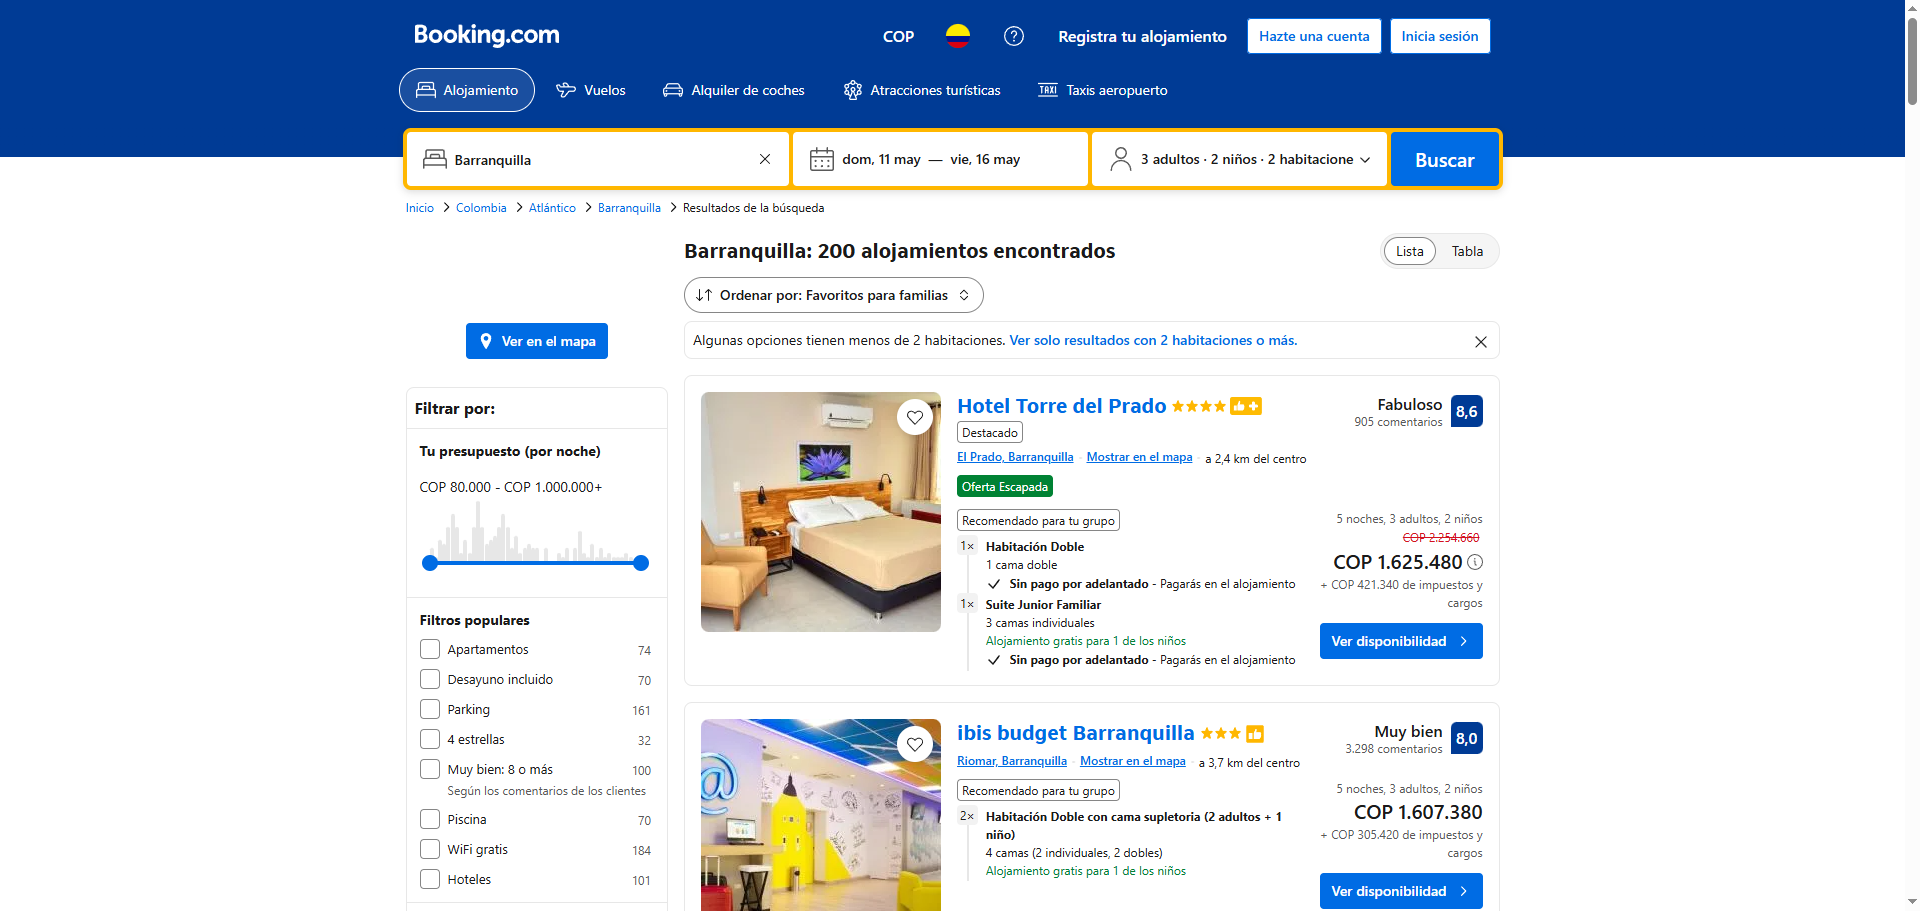 Booking.com
COP
Registra tu alojamiento
Hazte una cuenta
Inicia sesión
Alojamiento
Vuelos
Alquiler de coches
Atracciones turísticas
TAXI
Taxis aeropuerto
Barranquilla
dom, 11 may — vie, 16 may
3 adultos · 2 niños · 2 habitacione
Buscar
Inicio
Colombia
Atlántico
Barranquilla
Resultados de la búsqueda
Barranquilla: 200 alojamientos encontrados
Lista
Tabla
Ordenar por: Favoritos para familias
Ver en el mapa
Algunas opciones tienen menos de 2 habitaciones. Ver solo resultados con 2 habitaciones o más.
Filtrar por:
Tu presupuesto (por noche)
COP 80.000 - COP 1.000.000+
Filtros populares
Apartamentos 74
Desayuno incluido 70
Parking 161
4 estrellas 32
Muy bien: 8 o más 100
Según los comentarios de los clientes
Piscina 70
WiFi gratis 184
Hoteles 101
Hotel Torre del Prado
Fabuloso
905 comentarios
8,6
Destacado
El Prado, Barranquilla
Mostrar en el mapa
a 2,4 km del centro
Oferta Escapada
Recomendado para tu grupo
1×
Habitación Doble
1 cama doble
Sin pago por adelantado - Pagarás en el alojamiento
1×
Suite Junior Familiar
3 camas individuales
Alojamiento gratis para 1 de los niños
Sin pago por adelantado - Pagarás en el alojamiento
5 noches, 3 adultos, 2 niños
COP 2.254.660
COP 1.625.480
+ COP 421.340 de impuestos y
cargos
Ver disponibilidad
ibis budget Barranquilla
Muy bien
3.298 comentarios
8,0
Riomar, Barranquilla
Mostrar en el mapa
a 3,7 km del centro
Recomendado para tu grupo
2×
Habitación Doble con cama supletoria (2 adultos + 1
niño)
4 camas (2 individuales, 2 dobles)
Alojamiento gratis para 1 de los niños
5 noches, 3 adultos, 2 niños
COP 1.607.380
+ COP 305.420 de impuestos y
cargos
Ver disponibilidad